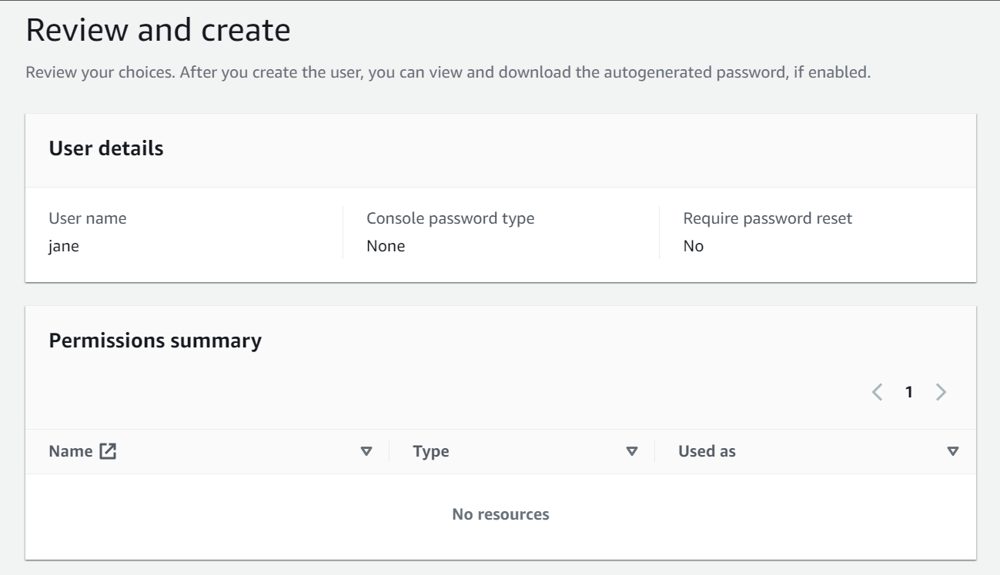 Review and create
Review your choices. After you create the user, you can view and download the autogenerated password, if enabled.
User details
User name
jane
Console password type
None
Require password reset
No
Permissions summary
1
Name
Type
Used as
No resources